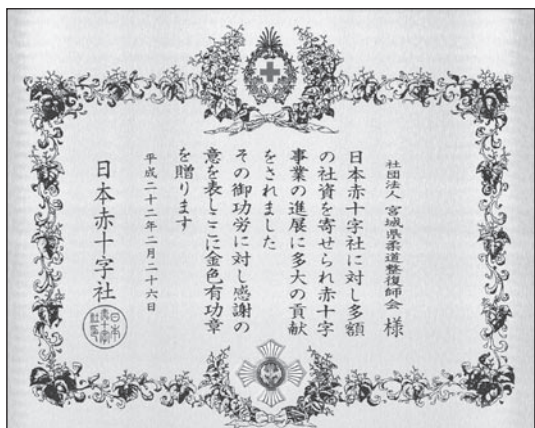 社団法人 宮城県柔道整復師会 様
日本赤十字社に対し多額
の社資を寄せられ赤十字
事業の進展に多大の貢献
をされました
その御功労に対し感謝の
意を表しここに金色有功章
を贈ります
平成二十二年二月二十六日
日本赤十字社